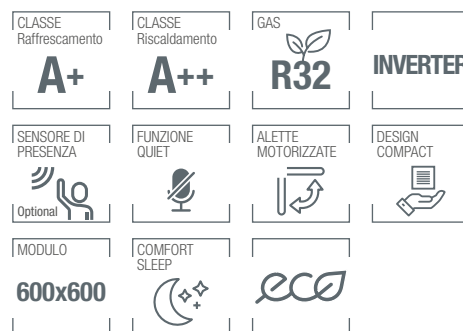 CLASSE
Raffrescamento
A+
CLASSE
Riscaldamento
A++
GAS
R32
INVERTER
SENSORE DI
PRESENZA
Optional
FUNZIONE
QUIET
ALETTE
MOTORIZZATE
DESIGN
COMPACT
MODULO
600x600
COMFORT
SLEEP
eco